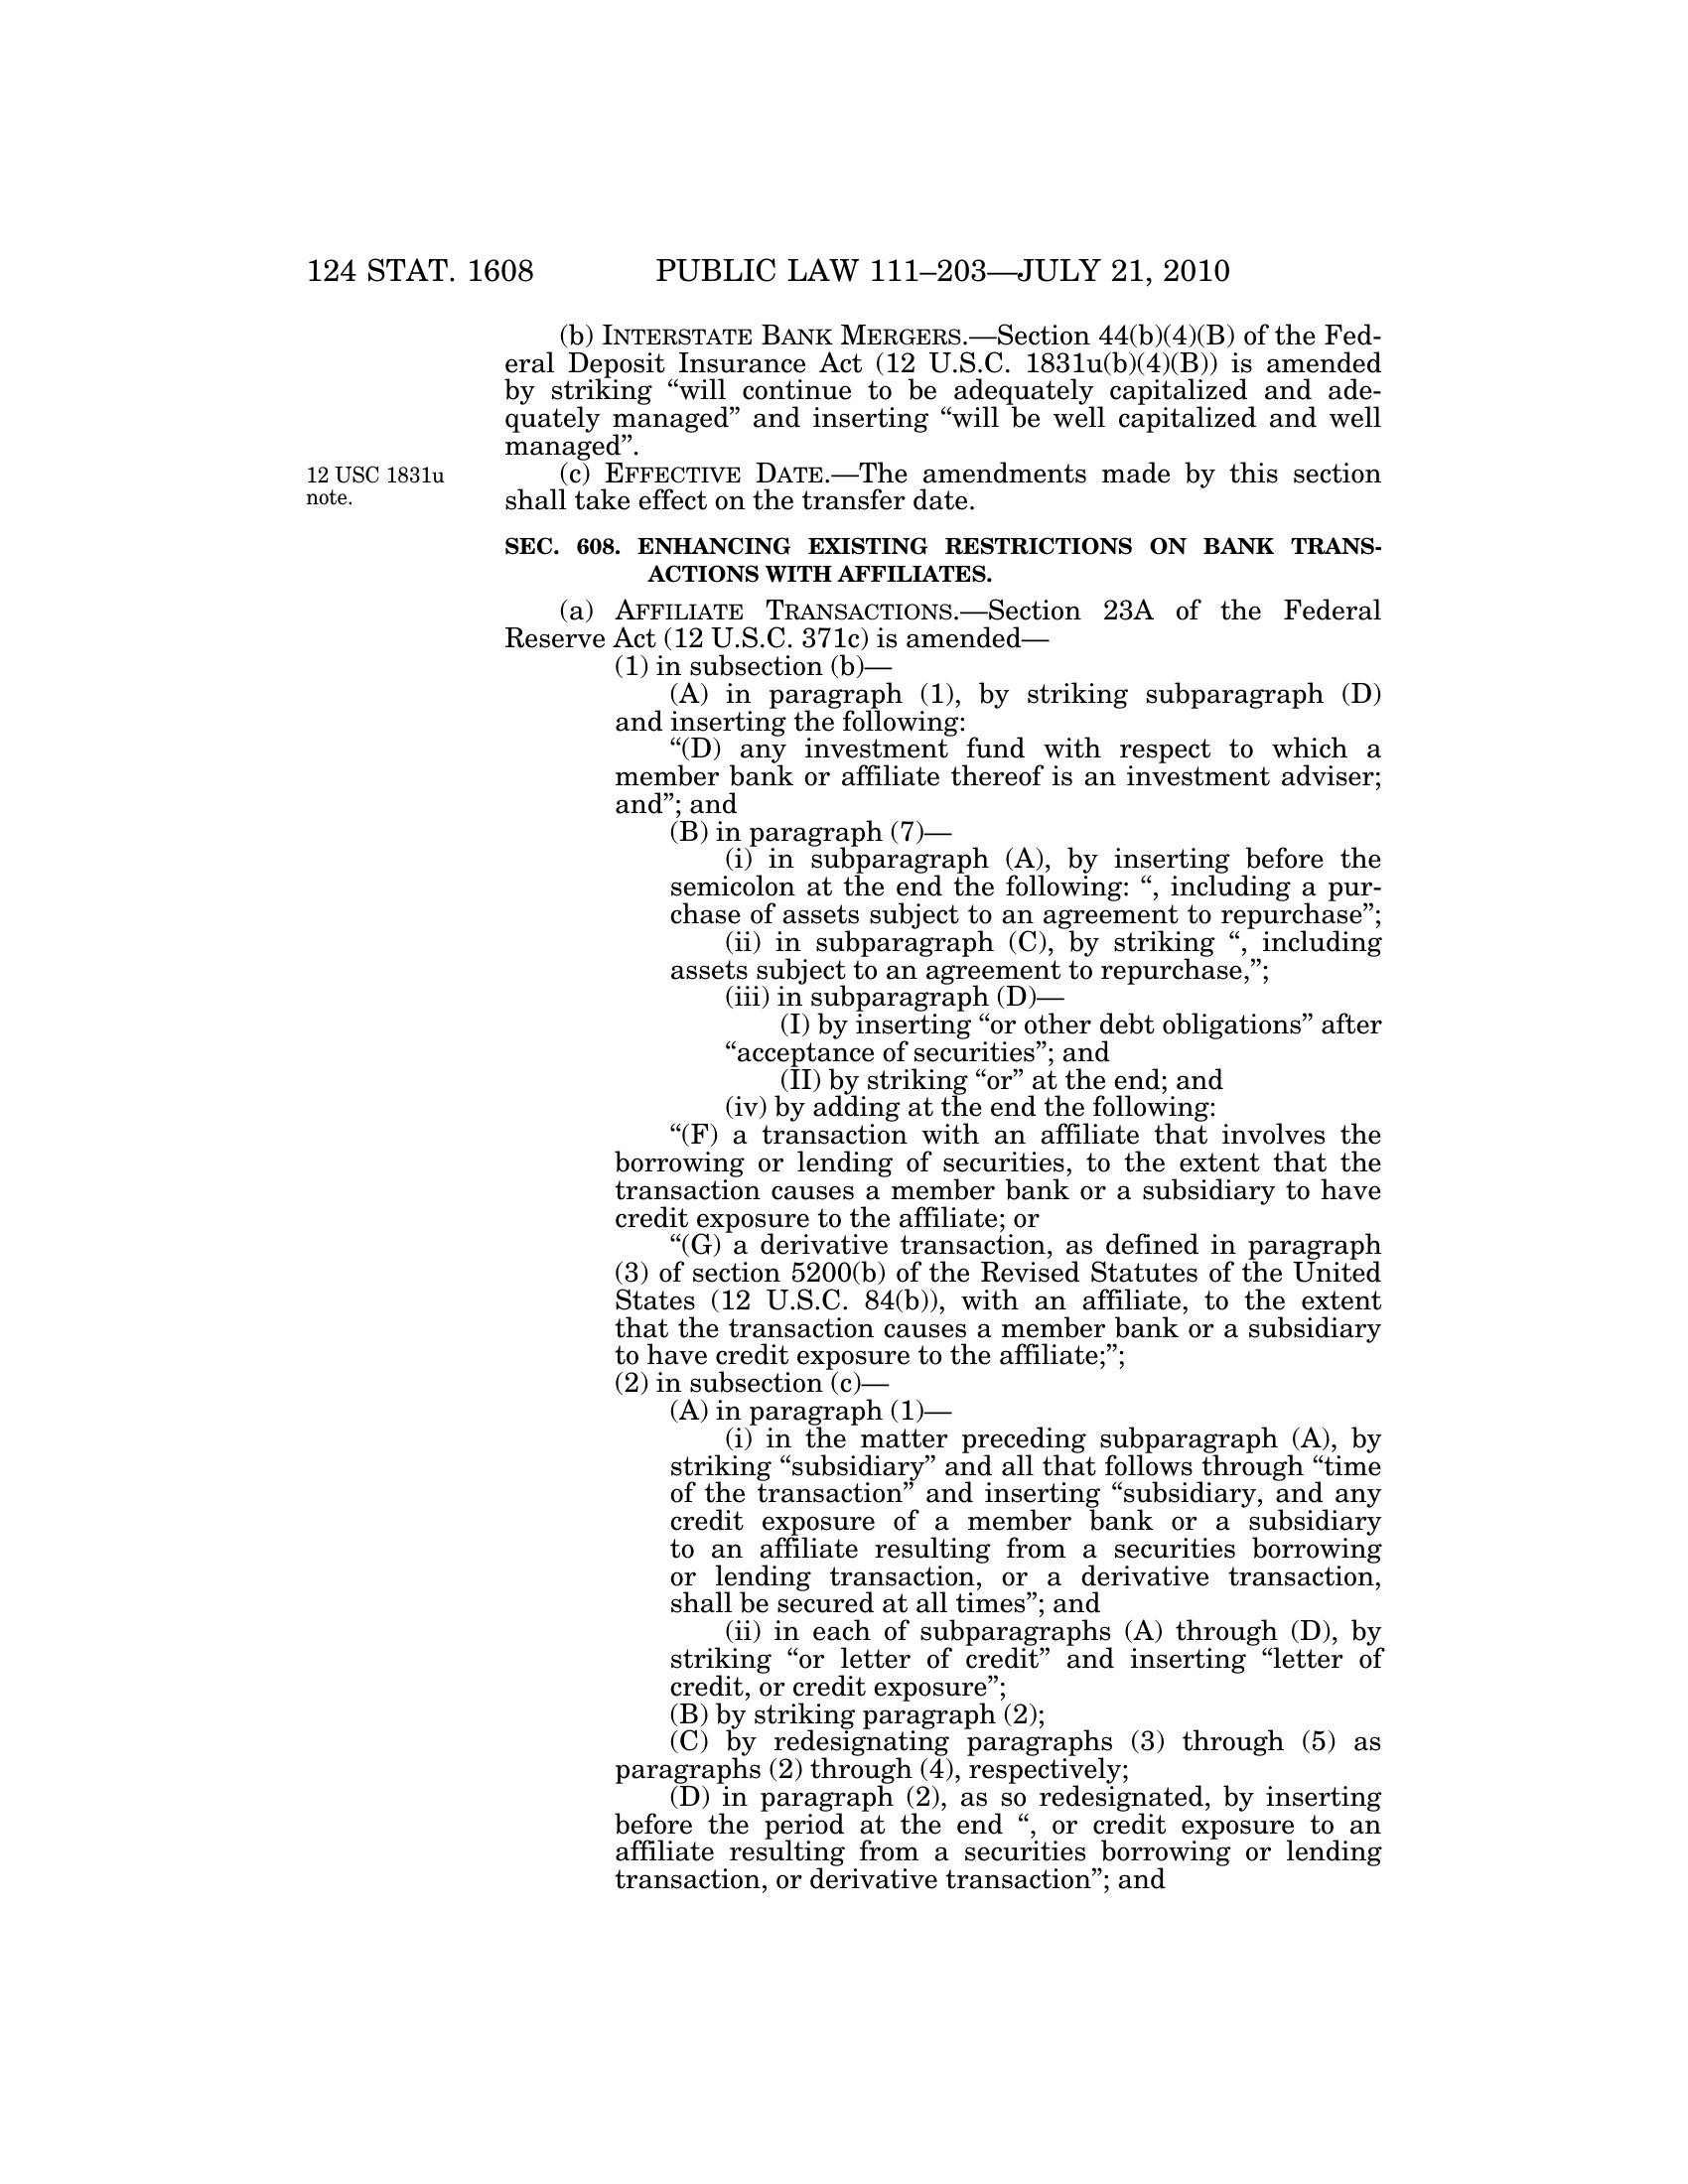 124 STAT. 1608 PUBLIC LAW 111–203—JULY 21, 2010
(b) INTERSTATE BANK MERGERS.—Section 44(b)(4)(B) of the Fed-
eral Deposit Insurance Act (12 U.S.C. 1831u(b)(4)(B)) is amended
by striking “will continue to be adequately capitalized and ade-
quately managed” and inserting “will be well capitalized and well
managed”.
12 USC 1831u
note.
(c) EFFECTIVE DATE.—The amendments made by this section
shall take effect on the transfer date.
SEC. 608. ENHANCING EXISTING RESTRICTIONS ON BANK TRANS-
ACTIONS WITH AFFILIATES.
(a) AFFILIATE TRANSACTIONS.—Section 23A of the Federal
Reserve Act (12 U.S.C. 371c) is amended—
(1) in subsection (b)—
(A) in paragraph (1), by striking subparagraph (D)
and inserting the following:
“(D) any investment fund with respect to which a
member bank or affiliate thereof is an investment adviser;
and”; and
(B) in paragraph (7)—
(i) in subparagraph (A), by inserting before the
semicolon at the end the following: “, including a pur-
chase of assets subject to an agreement to repurchase”;
(ii) in subparagraph (C), by striking “, including
assets subject to an agreement to repurchase,”;
(iii) in subparagraph (D)—
(I) by inserting “or other debt obligations” after
“acceptance of securities”; and
(II) by striking “or” at the end; and
(iv) by adding at the end the following:
“(F) a transaction with an affiliate that involves the
borrowing or lending of securities, to the extent that the
transaction causes a member bank or a subsidiary to have
credit exposure to the affiliate; or
“(G) a derivative transaction, as defined in paragraph
(3) of section 5200(b) of the Revised Statutes of the United
States (12 U.S.C. 84(b)), with an affiliate, to the extent
that the transaction causes a member bank or a subsidiary
to have credit exposure to the affiliate;”;
(2) in subsection (c)—
(A) in paragraph (1)—
(i) in the matter preceding subparagraph (A), by
striking “subsidiary” and all that follows through “time
of the transaction” and inserting “subsidiary, and any
credit exposure of a member bank or a subsidiary
to an affiliate resulting from a securities borrowing
or lending transaction, or a derivative transaction,
shall be secured at all times”; and
(ii) in each of subparagraphs (A) through (D), by
striking “or letter of credit” and inserting “letter of
credit, or credit exposure”;
(B) by striking paragraph (2);
(C) by redesignating paragraphs (3) through (5) as
paragraphs (2) through (4), respectively;
(D) in paragraph (2), as so redesignated, by inserting
before the period at the end “, or credit exposure to an
affiliate resulting from a securities borrowing or lending
transaction, or derivative transaction”; and